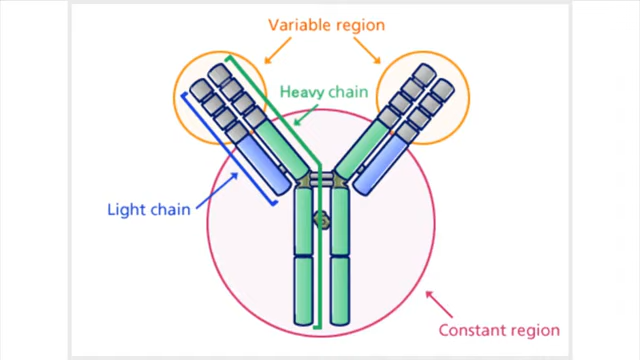 Variable region
Heavy chain
Light chain
Constant region